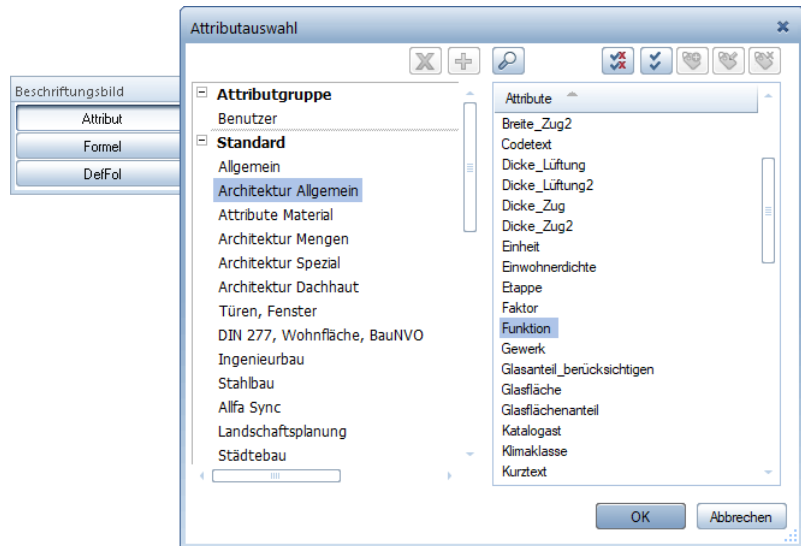 Attributauswahl
Beschriftungsbild
Attribut
Formel
DefFol
Attributgruppe
Benutzer
Standard
Allgemein
Architektur Allgemein
Attribute Material
Architektur Mengen
Architektur Spezial
Architektur Dachhaut
Türen, Fenster
DIN 277, Wohnfläche, BauNVO
Ingenieurbau
Stahlbau
Allfa Sync
Landschaftsplanung
Städtebau
Attribute
Breite_Zug2
Codetext
Dicke_Lüftung
Dicke_Lüftung2
Dicke_Zug
Dicke_Zug2
Einheit
Einwohnerdichte
Etappe
Faktor
Funktion
Gewerk
Glasanteil_berücksichtigen
Glasfläche
Glasflächenanteil
Katalogast
Klimaklasse
Kurztext
OK
Abbrechen